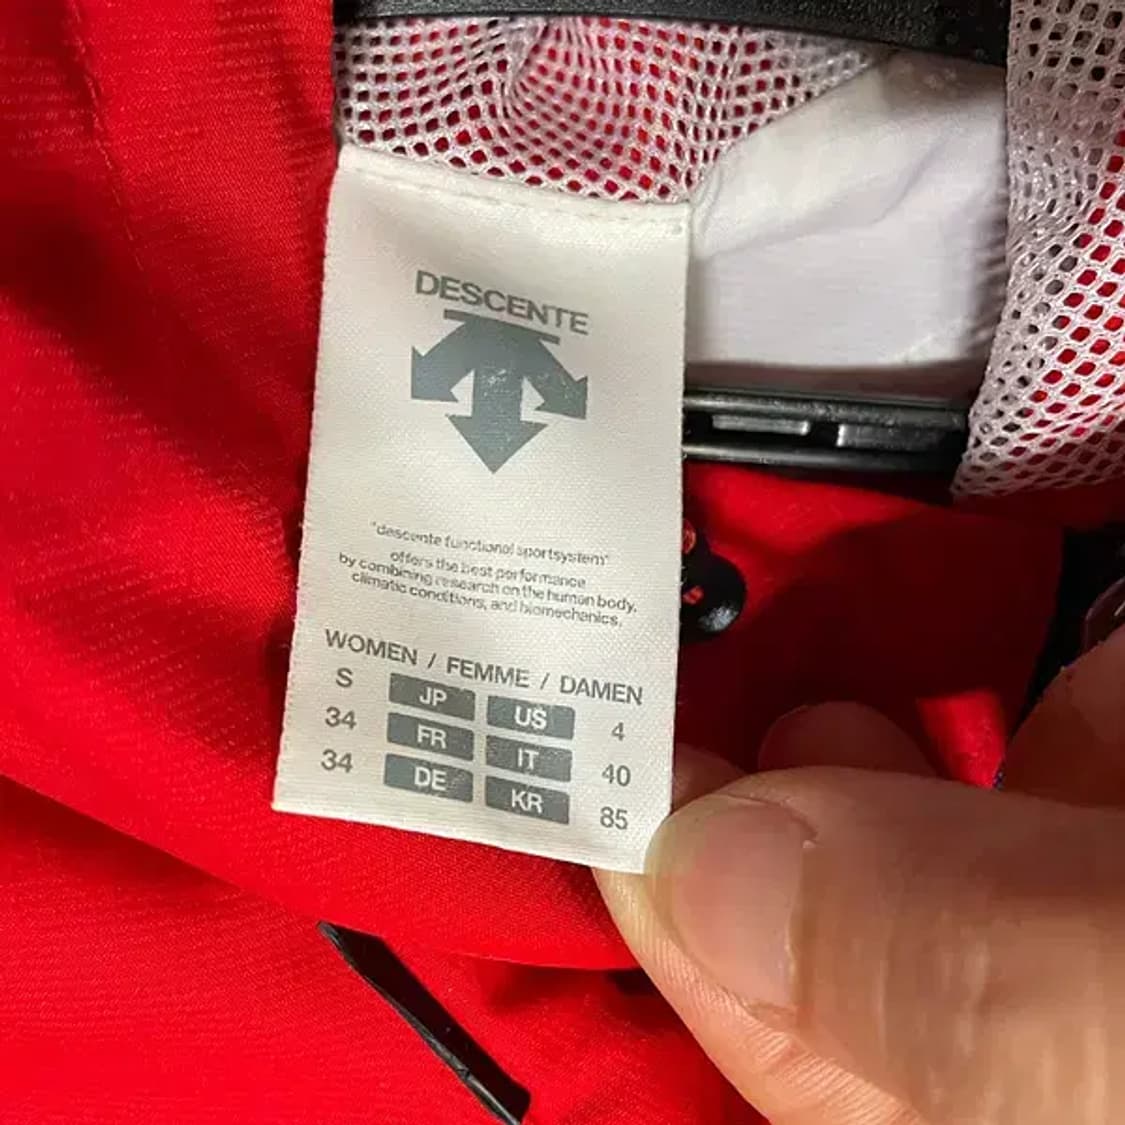 DESCENTE
"descente functional sportsystem"
offers the best performance
by combining research on the human body,
climatic conditions, and biomechanics.
WOMEN / FEMME / DAMEN
S JP US 4
34 FR IT 40
34 DE KR 85